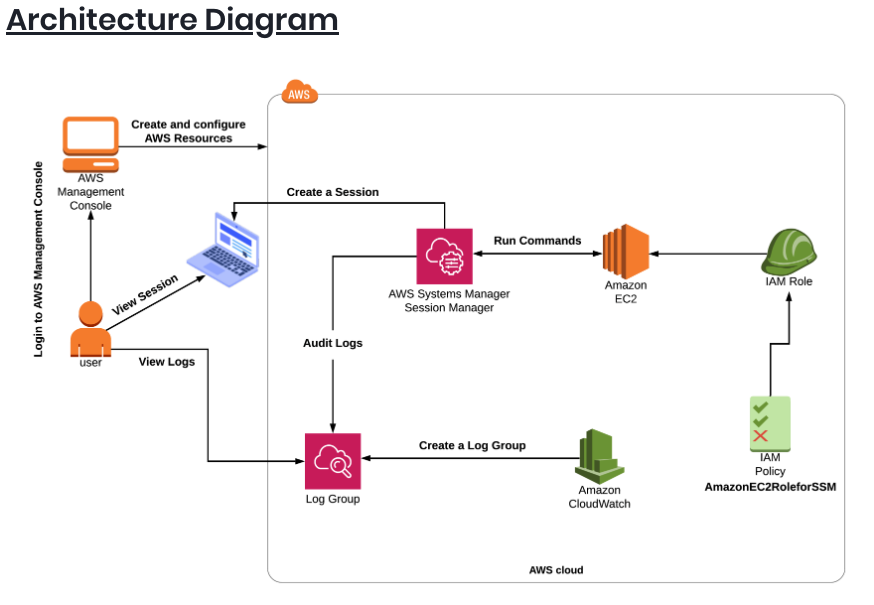 Architecture Diagram
AWS
Create and configure
AWS Resources
AWS
Management
Console
Login to AWS Management Console
Create a Session
View Session
user
View Logs
AWS Systems Manager
Session Manager
Run Commands
Amazon
EC2
IAM Role
Audit Logs
Log Group
Create a Log Group
Amazon
CloudWatch
IAM
Policy
AmazonEC2RoleforSSM
AWS cloud